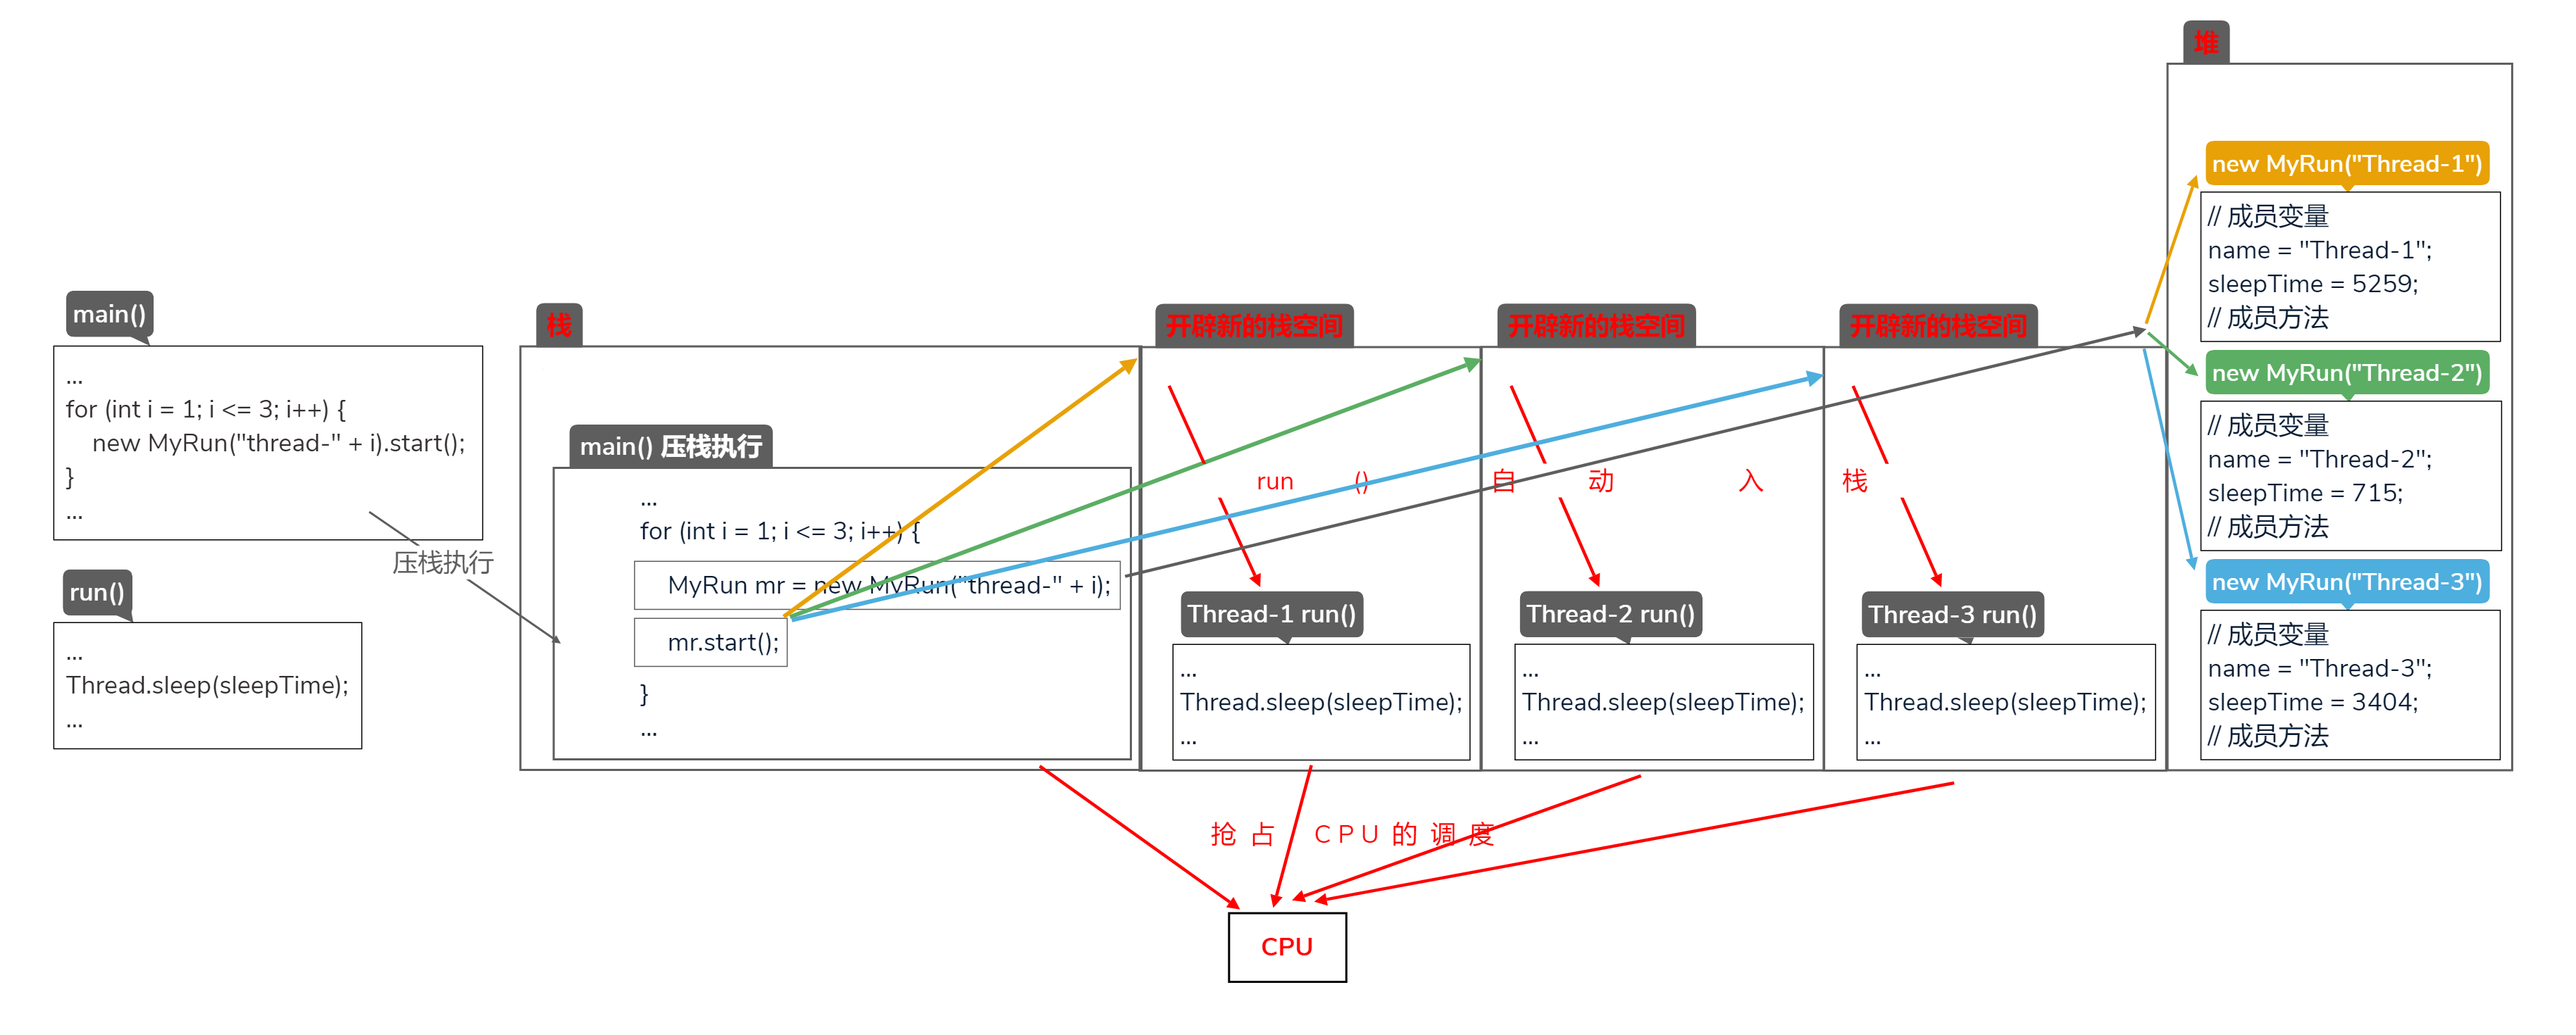 main()
...
for (int i = 1; i <= 3; i++) {
new MyRun("thread-" + i).start();
}
...
压栈执行
run()
...
Thread.sleep(sleepTime);
...
栈
main() 压栈执行
...
for (int i = 1; i <= 3; i++) {
MyRun mr = new MyRun("thread-" + i);
mr.start();
}
...
开辟新的栈空间
开辟新的栈空间
开辟新的栈空间
run () 自 动 入 栈
Thread-1 run()
...
Thread.sleep(sleepTime);
...
Thread-2 run()
...
Thread.sleep(sleepTime);
...
Thread-3 run()
...
Thread.sleep(sleepTime);
...
堆
new MyRun("Thread-1")
// 成员变量
name = "Thread-1";
sleepTime = 5259;
// 成员方法
new MyRun("Thread-2")
// 成员变量
name = "Thread-2";
sleepTime = 715;
// 成员方法
new MyRun("Thread-3")
// 成员变量
name = "Thread-3";
sleepTime = 3404;
// 成员方法
抢 占 C P U 的 调 度
CPU